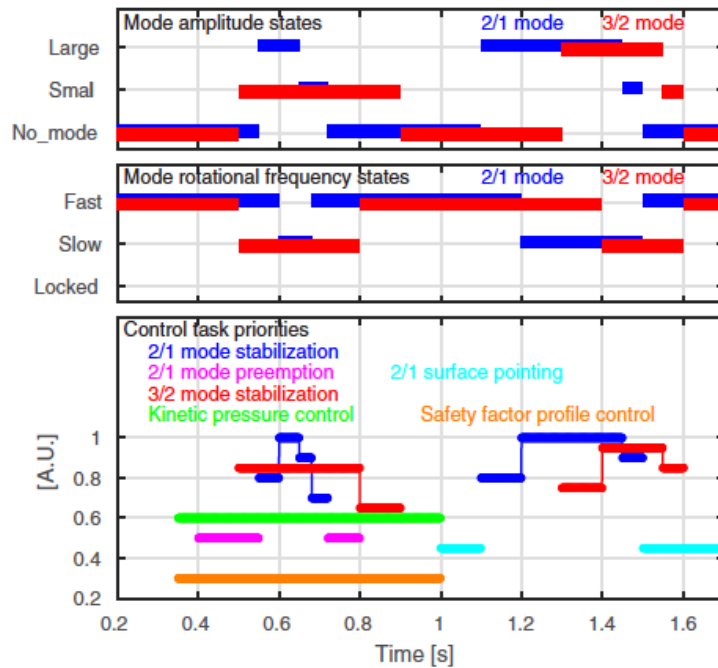 Mode amplitude states 2/1 mode 3/2 mode
Large
Smal
No_mode
Mode rotational frequency states 2/1 mode 3/2 mode
Fast
Slow
Locked
Control task priorities
2/1 mode stabilization
2/1 mode preemption 2/1 surface pointing
3/2 mode stabilization
Kinetic pressure control Safety factor profile control
[A.U.]
1
0.8
0.6
0.4
0.2
0.2 0.4 0.6 0.8 1 1.2 1.4 1.6
Time [s]